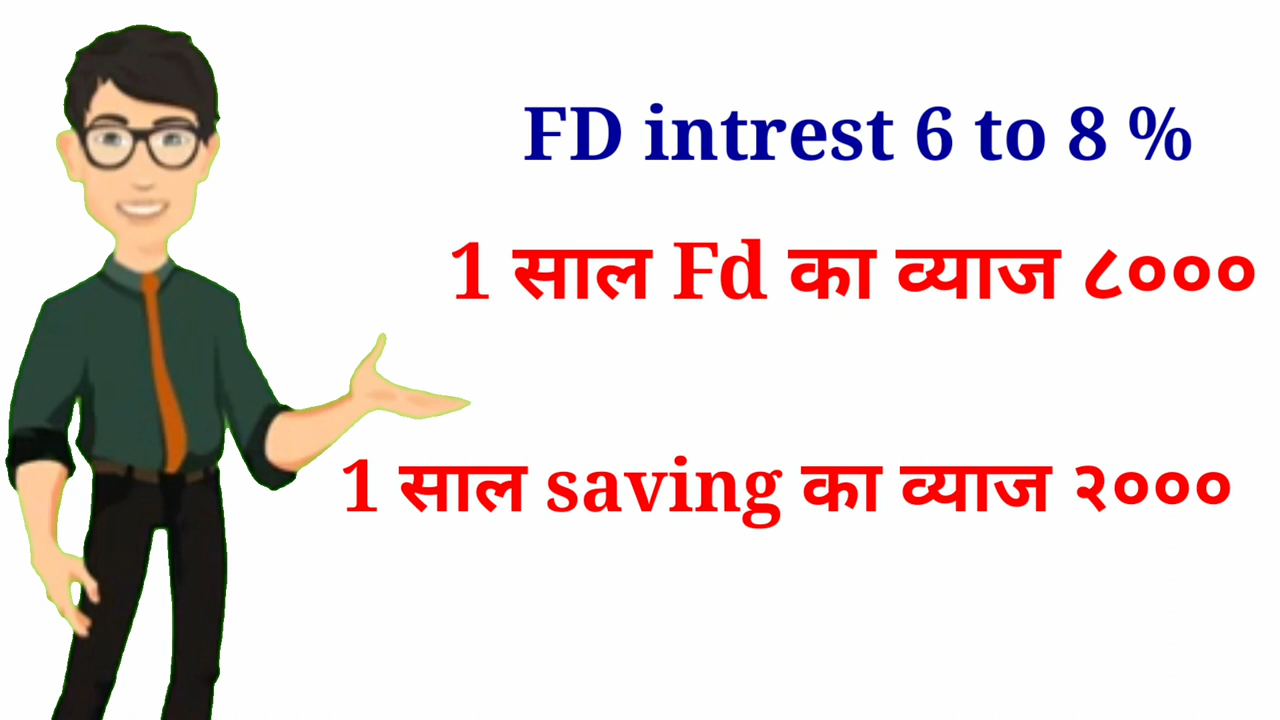 FD intrest 6 to 8 %
1 साल Fd का व्याज ८०००
1 साल saving का व्याज २०००